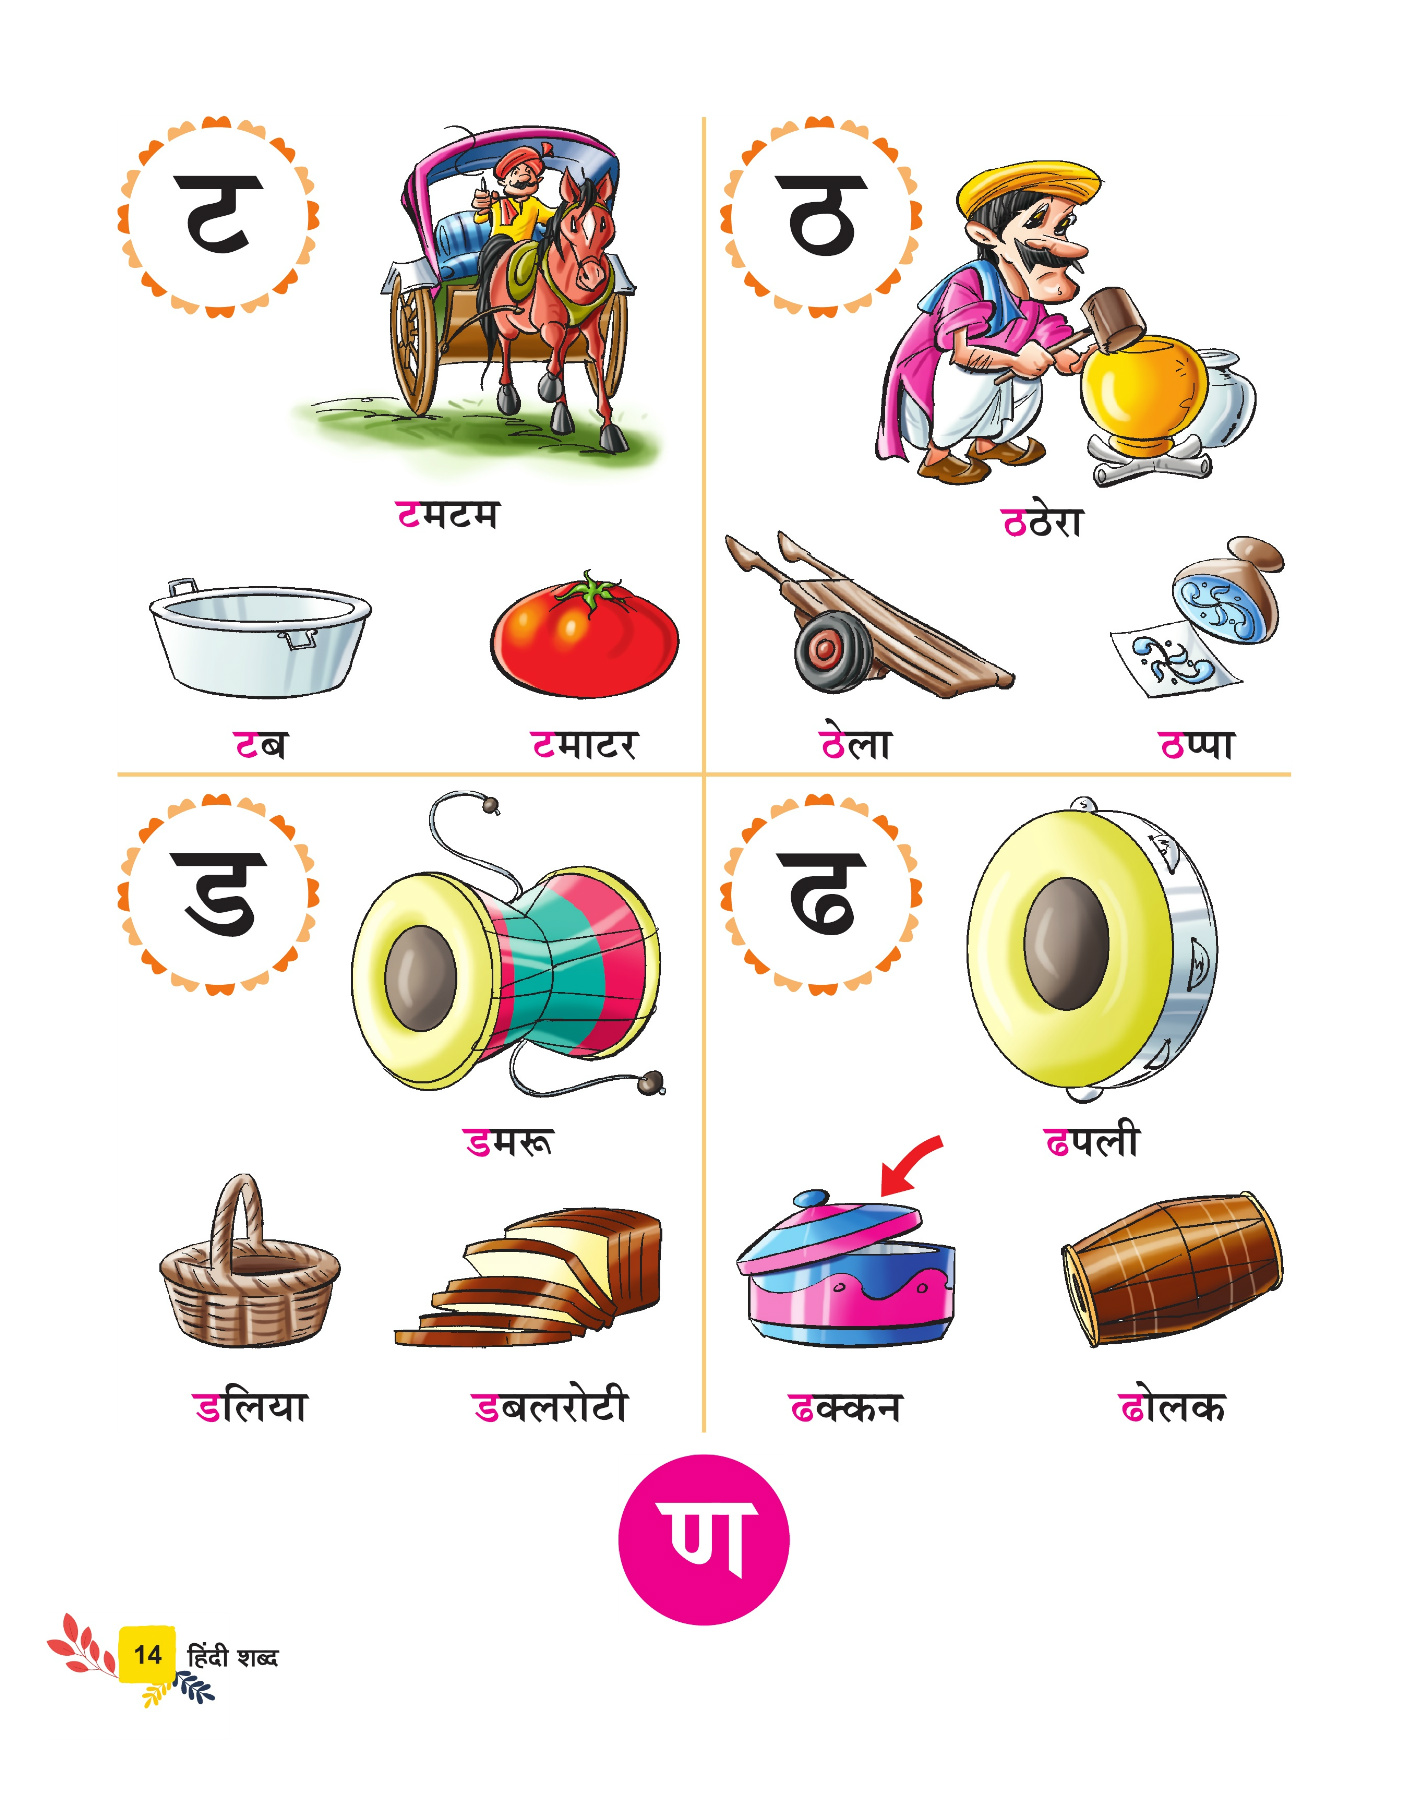 ट
टमटम
टब
टमाटर
ठ
ठठेरा
ठेला
ठप्पा
ड
डमरू
डलिया
डबलरोटी
ढ
ढपली
ढक्कन
ढोलक
ण
14 हिंदी शब्द